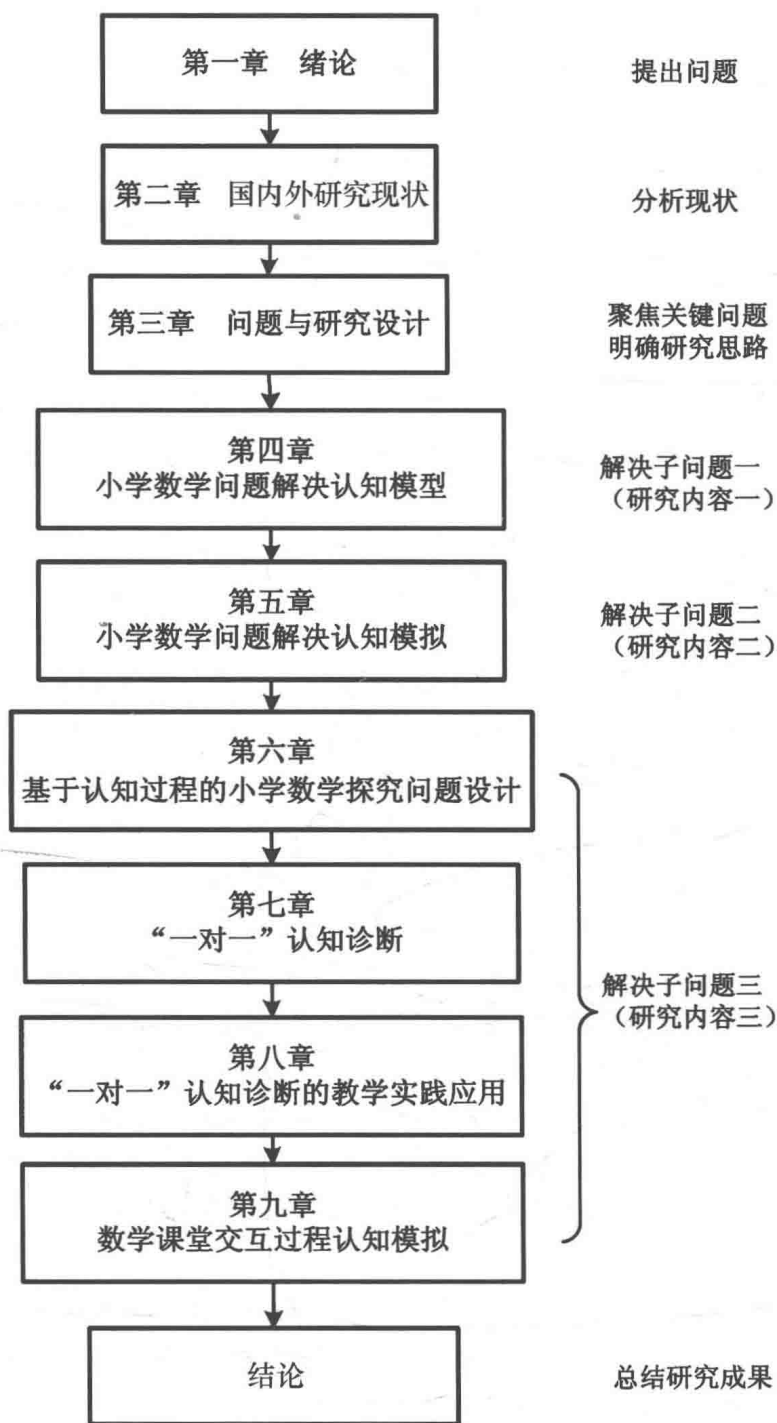 第一章 绪论
提出问题
第二章 国内外研究现状
分析现状
第三章 问题与研究设计
聚焦关键问题
明确研究思路
第四章
小学数学问题解决认知模型
解决子问题一
（研究内容一）
第五章
小学数学问题解决认知模拟
解决子问题二
（研究内容二）
第六章
基于认知过程的小学数学探究问题设计
第七章
“一对一”认知诊断
解决子问题三
（研究内容三）
第八章
“一对一”认知诊断的教学实践应用
第九章
数学课堂交互过程认知模拟
结论
总结研究成果